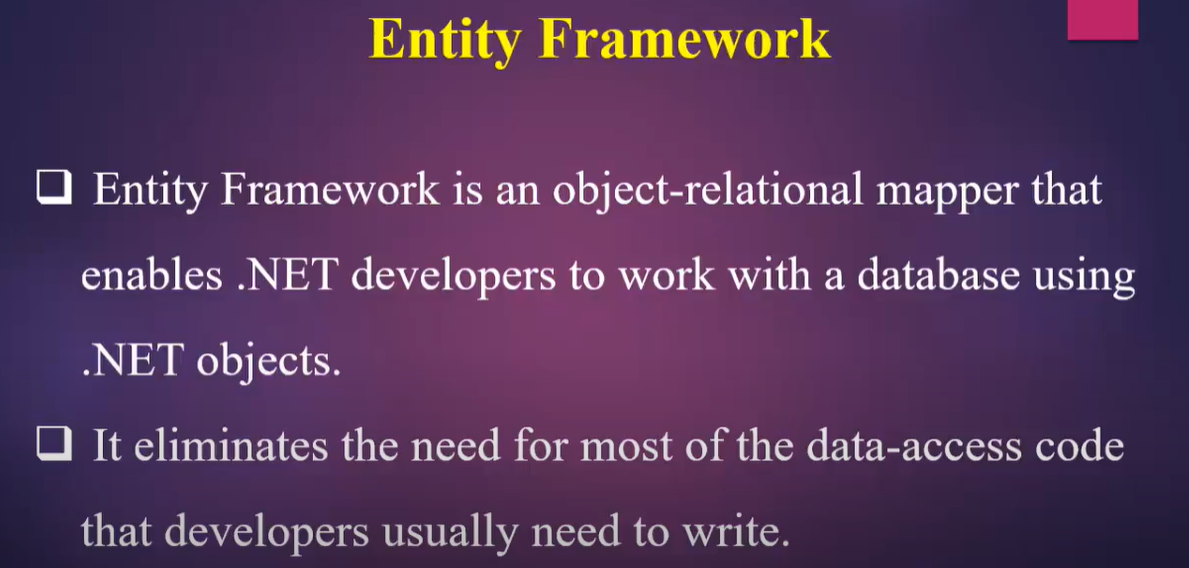 Entity Framework
❑ Entity Framework is an object-relational mapper that
enables .NET developers to work with a database using
.NET objects.
❑ It eliminates the need for most of the data-access code
that developers usually need to write.